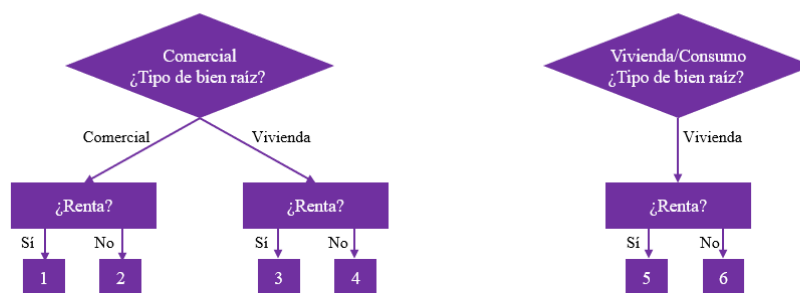 Comercial
¿Tipo de bien raíz?
Vivienda/Consumo
¿Tipo de bien raíz?
Comercial
Vivienda
Vivienda
¿Renta?
¿Renta?
¿Renta?
Sí
No
Sí
No
Sí
No
1
2
3
4
5
6